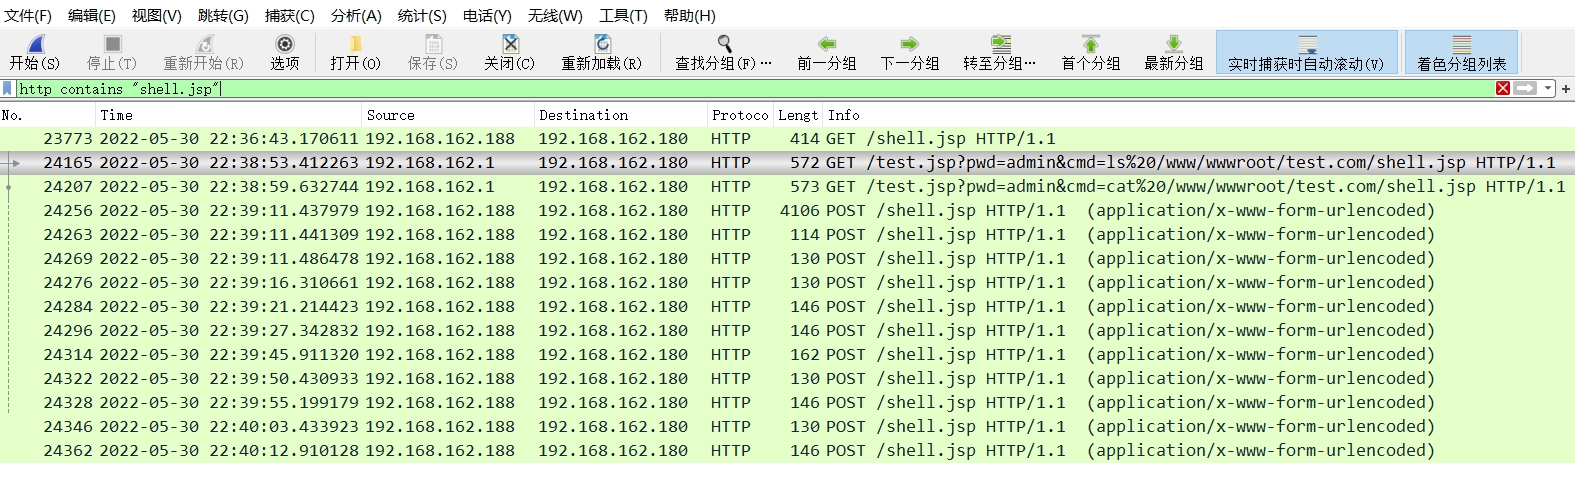 文件(F) 编辑(E) 视图(V) 跳转(G) 捕获(C) 分析(A) 统计(S) 电话(Y) 无线(W) 工具(T) 帮助(H)
开始(S) 停止(T) 重新开始(R) 选项 打开(O) 保存(S) 关闭(C) 重新加载(R) 查找分组(F)… 前一分组 下一分组 转至分组… 首个分组 最新分组 实时捕获时自动滚动(V) 着色分组列表
http contains "shell.jsp"
No. Time Source Destination Protoco Lengt Info
23773 2022-05-30 22:36:43.170611 192.168.162.188 192.168.162.180 HTTP 414 GET /shell.jsp HTTP/1.1
24165 2022-05-30 22:38:53.412263 192.168.162.1 192.168.162.180 HTTP 572 GET /test.jsp?pwd=admin&cmd=ls%20/www/wwwroot/test.com/shell.jsp HTTP/1.1
24207 2022-05-30 22:38:59.632744 192.168.162.1 192.168.162.180 HTTP 573 GET /test.jsp?pwd=admin&cmd=cat%20/www/wwwroot/test.com/shell.jsp HTTP/1.1
24256 2022-05-30 22:39:11.437979 192.168.162.188 192.168.162.180 HTTP 4106 POST /shell.jsp HTTP/1.1 (application/x-www-form-urlencoded)
24263 2022-05-30 22:39:11.441309 192.168.162.188 192.168.162.180 HTTP 114 POST /shell.jsp HTTP/1.1 (application/x-www-form-urlencoded)
24269 2022-05-30 22:39:11.486478 192.168.162.188 192.168.162.180 HTTP 130 POST /shell.jsp HTTP/1.1 (application/x-www-form-urlencoded)
24276 2022-05-30 22:39:16.310661 192.168.162.188 192.168.162.180 HTTP 130 POST /shell.jsp HTTP/1.1 (application/x-www-form-urlencoded)
24284 2022-05-30 22:39:21.214423 192.168.162.188 192.168.162.180 HTTP 146 POST /shell.jsp HTTP/1.1 (application/x-www-form-urlencoded)
24296 2022-05-30 22:39:27.342832 192.168.162.188 192.168.162.180 HTTP 146 POST /shell.jsp HTTP/1.1 (application/x-www-form-urlencoded)
24314 2022-05-30 22:39:45.911320 192.168.162.188 192.168.162.180 HTTP 162 POST /shell.jsp HTTP/1.1 (application/x-www-form-urlencoded)
24322 2022-05-30 22:39:50.430933 192.168.162.188 192.168.162.180 HTTP 130 POST /shell.jsp HTTP/1.1 (application/x-www-form-urlencoded)
24328 2022-05-30 22:39:55.199179 192.168.162.188 192.168.162.180 HTTP 146 POST /shell.jsp HTTP/1.1 (application/x-www-form-urlencoded)
24346 2022-05-30 22:40:03.433923 192.168.162.188 192.168.162.180 HTTP 130 POST /shell.jsp HTTP/1.1 (application/x-www-form-urlencoded)
24362 2022-05-30 22:40:12.910128 192.168.162.188 192.168.162.180 HTTP 146 POST /shell.jsp HTTP/1.1 (application/x-www-form-urlencoded)